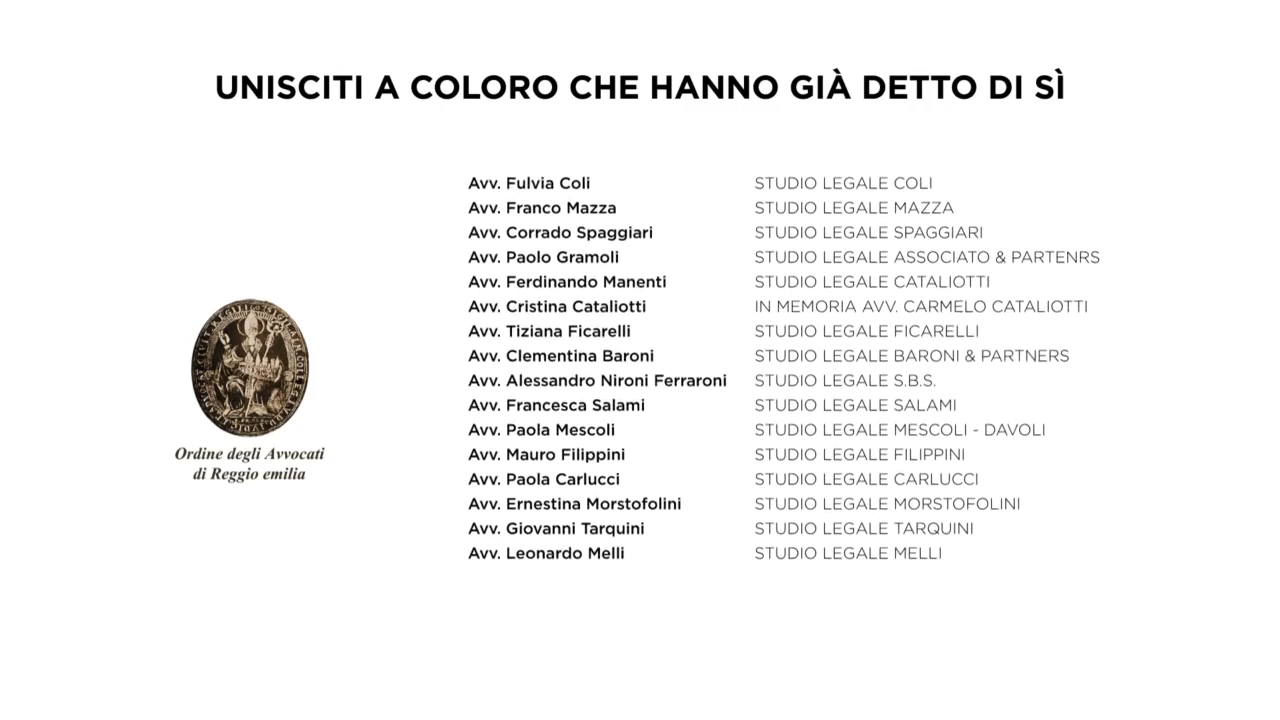 UNISCITI A COLORO CHE HANNO GIÀ DETTO DI SÌ
Avv. Fulvia Coli STUDIO LEGALE COLI
Avv. Franco Mazza STUDIO LEGALE MAZZA
Avv. Corrado Spaggiari STUDIO LEGALE SPAGGIARI
Avv. Paolo Gramoli STUDIO LEGALE ASSOCIATO & PARTENRS
Avv. Ferdinando Manenti STUDIO LEGALE CATALIOTTI
Avv. Cristina Cataliotti IN MEMORIA AVV. CARMELO CATALIOTTI
Avv. Tiziana Ficarelli STUDIO LEGALE FICARELLI
Avv. Clementina Baroni STUDIO LEGALE BARONI & PARTNERS
Avv. Alessandro Nironi Ferraroni STUDIO LEGALE S.B.S.
Avv. Francesca Salami STUDIO LEGALE SALAMI
Avv. Paola Mescoli STUDIO LEGALE MESCOLI - DAVOLI
Avv. Mauro Filippini STUDIO LEGALE FILIPPINI
Avv. Paola Carlucci STUDIO LEGALE CARLUCCI
Avv. Ernestina Morstofolini STUDIO LEGALE MORSTOFOLINI
Avv. Giovanni Tarquini STUDIO LEGALE TARQUINI
Avv. Leonardo Melli STUDIO LEGALE MELLI
Ordine degli Avvocati
di Reggio emilia